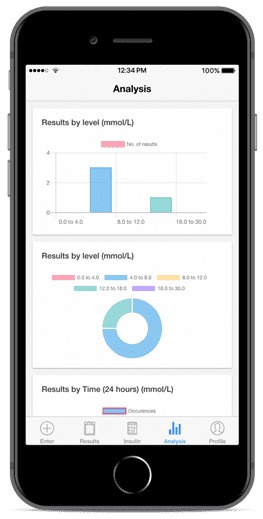 12:34 PM 100%
Analysis
Results by level (mmol/L)
No. of results
4
2
0
0.0 to 4.0 8.0 to 12.0 18.0 to 30.0
Results by level (mmol/L)
0.0 to 4.0 4.0 to 8.0 8.0 to 12.0
12.0 to 18.0 18.0 to 30.0
Results by Time (24 hours) (mmol/L)
Occurences
Enter Results Insulin Analysis Profile